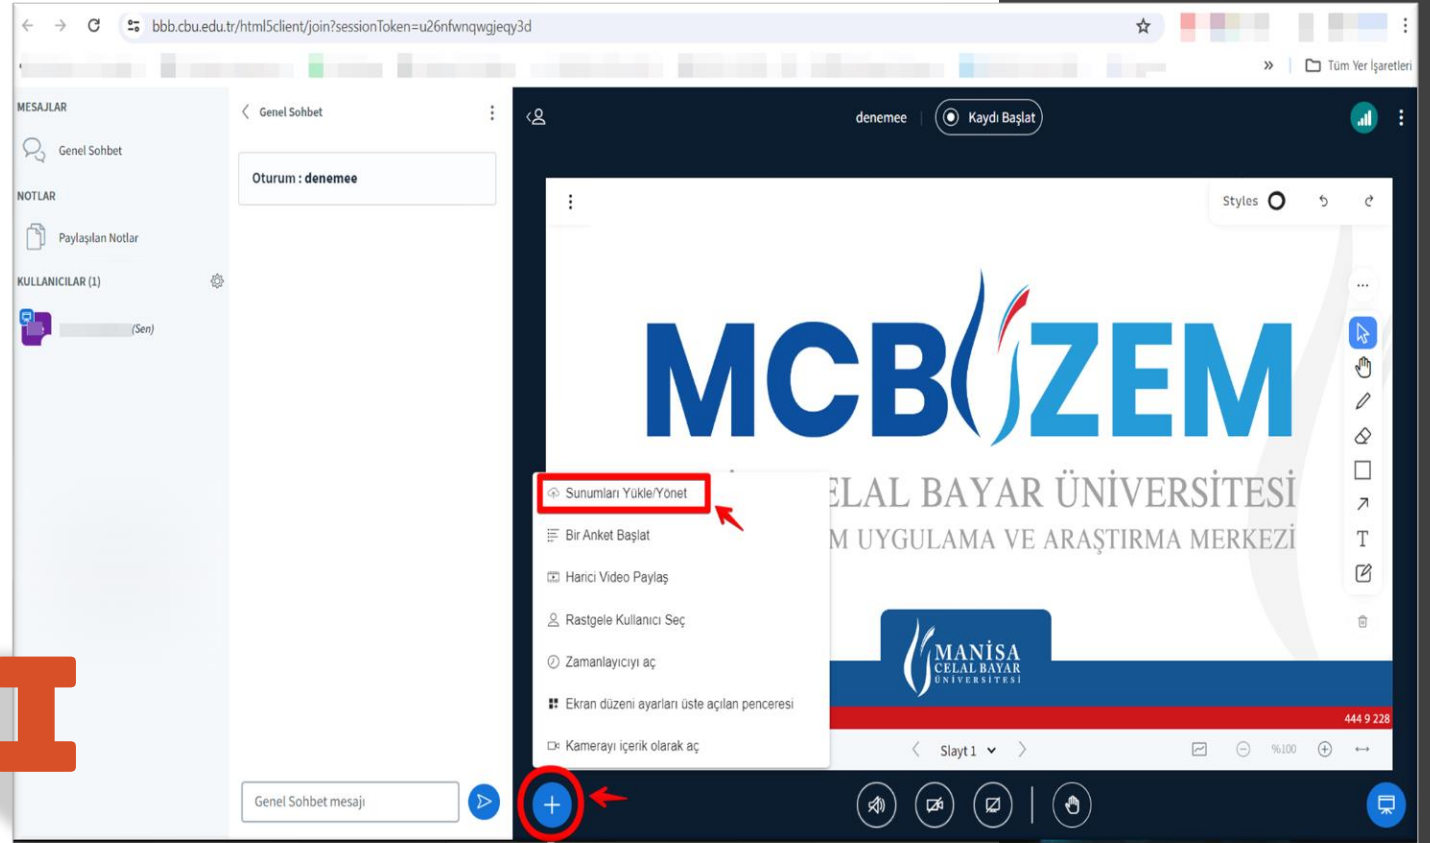 bbb.cbu.edu.tr/html5client/join?sessionToken=u26nfwnqwgjeqy3d
Tüm Yer İşaretleri
MESAJLAR
Genel Sohbet
NOTLAR
Paylaşılan Notlar
KULLANICILAR (1)
(Sen)
Genel Sohbet
Oturum : denemee
Genel Sohbet mesajı
denemee
Kaydı Başlat
Styles
MCBÜZEM
ELAL BAYAR ÜNİVERSİTESİ
M UYGULAMA VE ARAŞTIRMA MERKEZİ
T
Sunumları Yükle/Yönet
Bir Anket Başlat
Harici Video Paylaş
Rastgele Kullanıcı Seç
Zamanlayıcıyı aç
Ekran düzeni ayarları üste açılan penceresi
Kamerayı içerik olarak aç
MANİSA
CELAL BAYAR
ÜNİVERSİTESİ
444 9 228
Slayt 1
%100
I